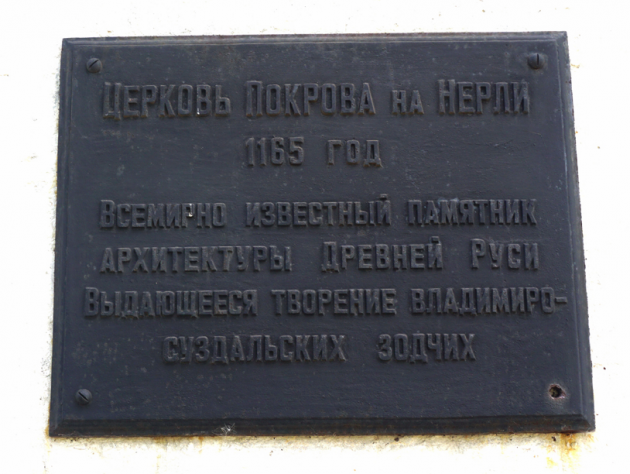 Церковь Покрова на Нерли
1165 год
Всемирно известный памятник
архитектуры Древней Руси
Выдающееся творение владимиро-
суздальских зодчих